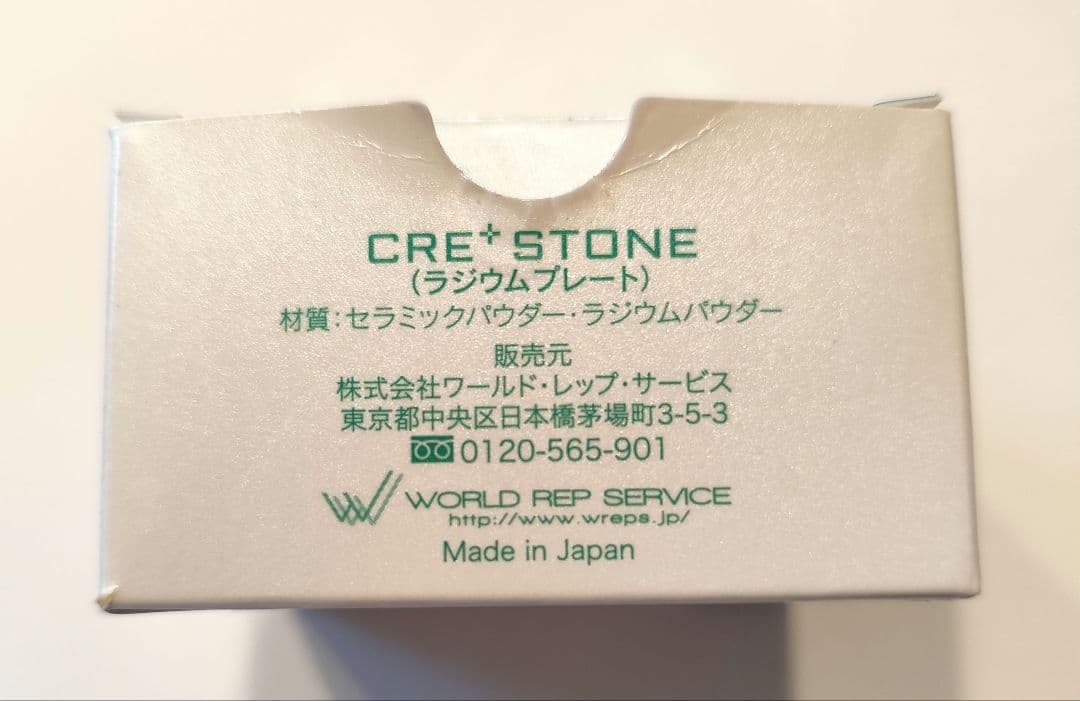 CRE+STONE
(ラジウムプレート)
材質:セラミックパウダー・ラジウムパウダー
販売元
株式会社ワールド・レップ・サービス
東京都中央区日本橋茅場町3-5-3
0120-565-901
WORLD REP SERVICE
http://www.wreps.jp/
Made in Japan